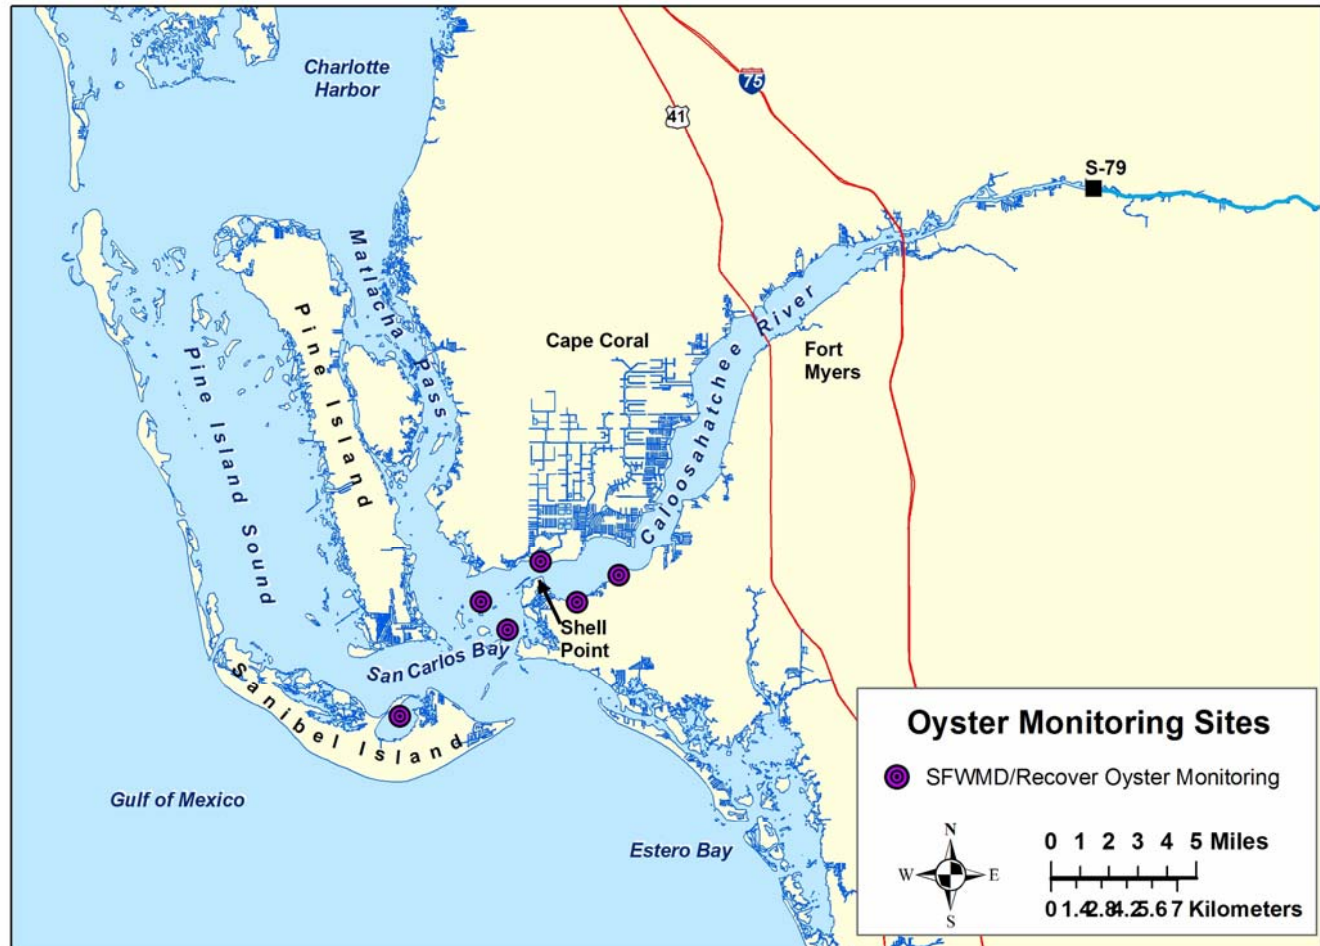 Charlotte
Harbor
75
41
S-79
Matlacha Pass
Pine Island
Pine Island Sound
Cape Coral
Caloosahatchee River
Fort
Myers
Shell
Point
San Carlos Bay
Sanibel Island
Gulf of Mexico
Estero Bay
Oyster Monitoring Sites
SFWMD/Recover Oyster Monitoring
N
W E
S
0 1 2 3 4 5 Miles
0 1.4 2.8 4.2 5.6 7 Kilometers